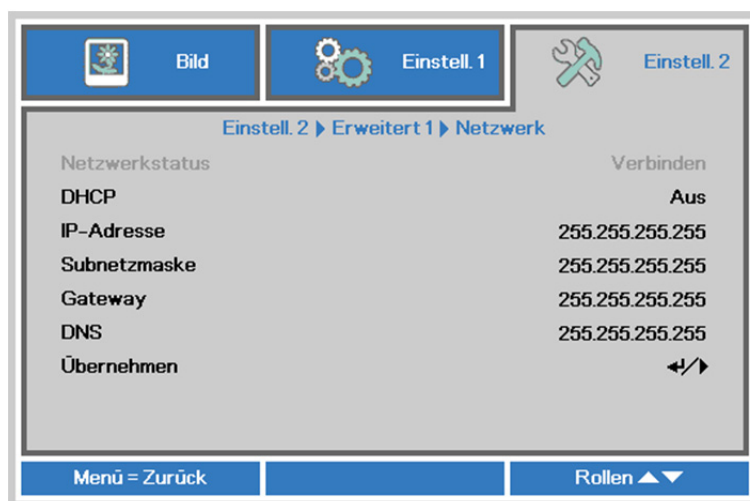 Bild
Einstell. 1
Einstell. 2
Einstell. 2 ▶ Erweitert 1 ▶ Netzwerk
Netzwerkstatus Verbinden
DHCP Aus
IP-Adresse 255.255.255.255
Subnetzmaske 255.255.255.255
Gateway 255.255.255.255
DNS 255.255.255.255
Übernehmen ↵/▶
Menü = Zurück
Rollen ▲▼